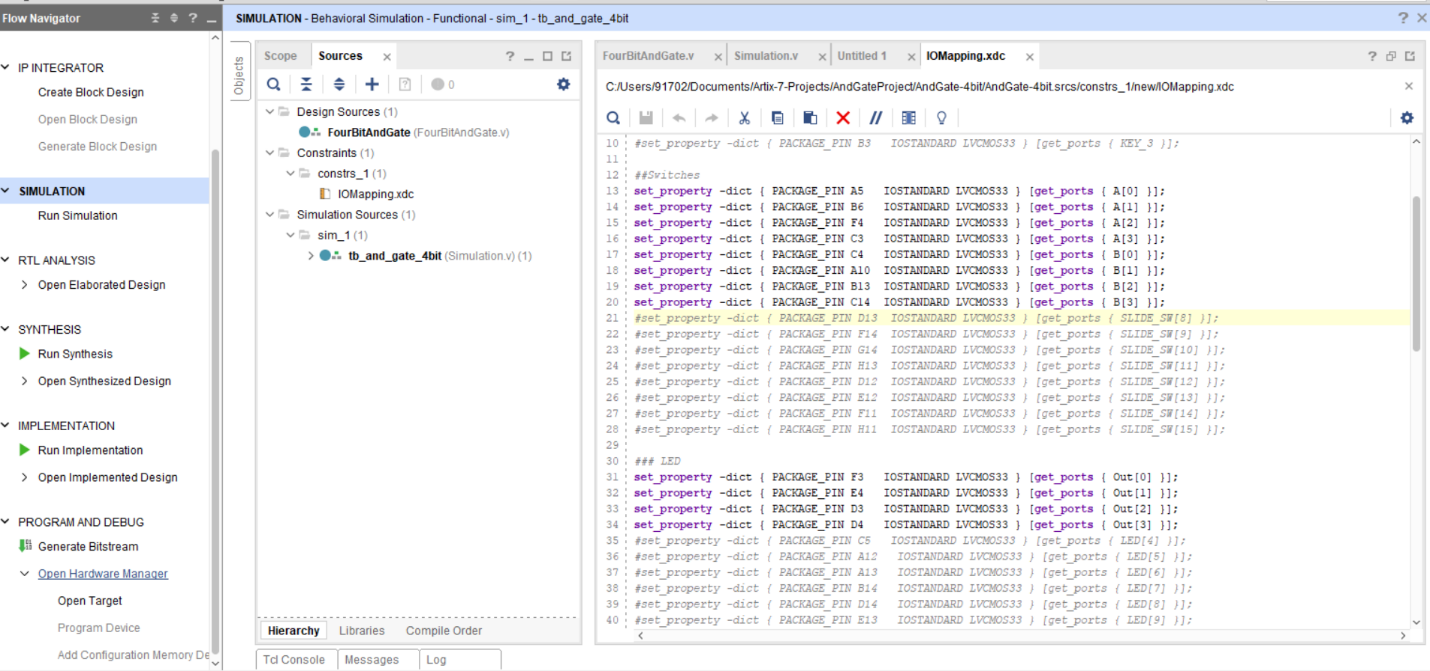 Flow Navigator
SIMULATION - Behavioral Simulation - Functional - sim_1 - tb_and_gate_4bit
IP INTEGRATOR
Create Block Design
Open Block Design
Generate Block Design
SIMULATION
Run Simulation
RTL ANALYSIS
Open Elaborated Design
SYNTHESIS
Run Synthesis
Open Synthesized Design
IMPLEMENTATION
Run Implementation
Open Implemented Design
PROGRAM AND DEBUG
Generate Bitstream
Open Hardware Manager
Open Target
Program Device
Add Configuration Memory De
Objects
Scope Sources
0
Design Sources (1)
FourBitAndGate (FourBitAndGate.v)
Constraints (1)
constrs_1 (1)
IOMapping.xdc
Simulation Sources (1)
sim_1 (1)
tb_and_gate_4bit (Simulation.v) (1)
Hierarchy Libraries Compile Order
Tcl Console Messages Log
FourBitAndGate.v Simulation.v Untitled 1 IOMapping.xdc
C:/Users/91702/Documents/Artix-7-Projects/AndGateProject/AndGate-4bit/AndGate-4bit.srcs/constrs_1/new/IOMapping.xdc
10 #set_property -dict { PACKAGE_PIN B3 IOSTANDARD LVCMOS33 } [get_ports { KEY_3 }];
11
12 ##Switches
13 set_property -dict { PACKAGE_PIN A5 IOSTANDARD LVCMOS33 } [get_ports { A[0] }];
14 set_property -dict { PACKAGE_PIN B6 IOSTANDARD LVCMOS33 } [get_ports { A[1] }];
15 set_property -dict { PACKAGE_PIN F4 IOSTANDARD LVCMOS33 } [get_ports { A[2] }];
16 set_property -dict { PACKAGE_PIN C3 IOSTANDARD LVCMOS33 } [get_ports { A[3] }];
17 set_property -dict { PACKAGE_PIN C4 IOSTANDARD LVCMOS33 } [get_ports { B[0] }];
18 set_property -dict { PACKAGE_PIN A10 IOSTANDARD LVCMOS33 } [get_ports { B[1] }];
19 set_property -dict { PACKAGE_PIN B13 IOSTANDARD LVCMOS33 } [get_ports { B[2] }];
20 set_property -dict { PACKAGE_PIN C14 IOSTANDARD LVCMOS33 } [get_ports { B[3] }];
21 #set_property -dict { PACKAGE_PIN D13 IOSTANDARD LVCMOS33 } [get_ports { SLIDE_SW[8] }];
22 #set_property -dict { PACKAGE_PIN F14 IOSTANDARD LVCMOS33 } [get_ports { SLIDE_SW[9] }];
23 #set_property -dict { PACKAGE_PIN G14 IOSTANDARD LVCMOS33 } [get_ports { SLIDE_SW[10] }];
24 #set_property -dict { PACKAGE_PIN H13 IOSTANDARD LVCMOS33 } [get_ports { SLIDE_SW[11] }];
25 #set_property -dict { PACKAGE_PIN D12 IOSTANDARD LVCMOS33 } [get_ports { SLIDE_SW[12] }];
26 #set_property -dict { PACKAGE_PIN E12 IOSTANDARD LVCMOS33 } [get_ports { SLIDE_SW[13] }];
27 #set_property -dict { PACKAGE_PIN F11 IOSTANDARD LVCMOS33 } [get_ports { SLIDE_SW[14] }];
28 #set_property -dict { PACKAGE_PIN H11 IOSTANDARD LVCMOS33 } [get_ports { SLIDE_SW[15] }];
29
30 ### LED
31 set_property -dict { PACKAGE_PIN F3 IOSTANDARD LVCMOS33 } [get_ports { Out[0] }];
32 set_property -dict { PACKAGE_PIN E4 IOSTANDARD LVCMOS33 } [get_ports { Out[1] }];
33 set_property -dict { PACKAGE_PIN D3 IOSTANDARD LVCMOS33 } [get_ports { Out[2] }];
34 set_property -dict { PACKAGE_PIN D4 IOSTANDARD LVCMOS33 } [get_ports { Out[3] }];
35 #set_property -dict { PACKAGE_PIN C5 IOSTANDARD LVCMOS33 } [get_ports { LED[4] }];
36 #set_property -dict { PACKAGE_PIN A12 IOSTANDARD LVCMOS33 } [get_ports { LED[5] }];
37 #set_property -dict { PACKAGE_PIN A13 IOSTANDARD LVCMOS33 } [get_ports { LED[6] }];
38 #set_property -dict { PACKAGE_PIN B14 IOSTANDARD LVCMOS33 } [get_ports { LED[7] }];
39 #set_property -dict { PACKAGE_PIN D14 IOSTANDARD LVCMOS33 } [get_ports { LED[8] }];
40 #set_property -dict { PACKAGE_PIN E13 IOSTANDARD LVCMOS33 } [get_ports { LED[9] }];